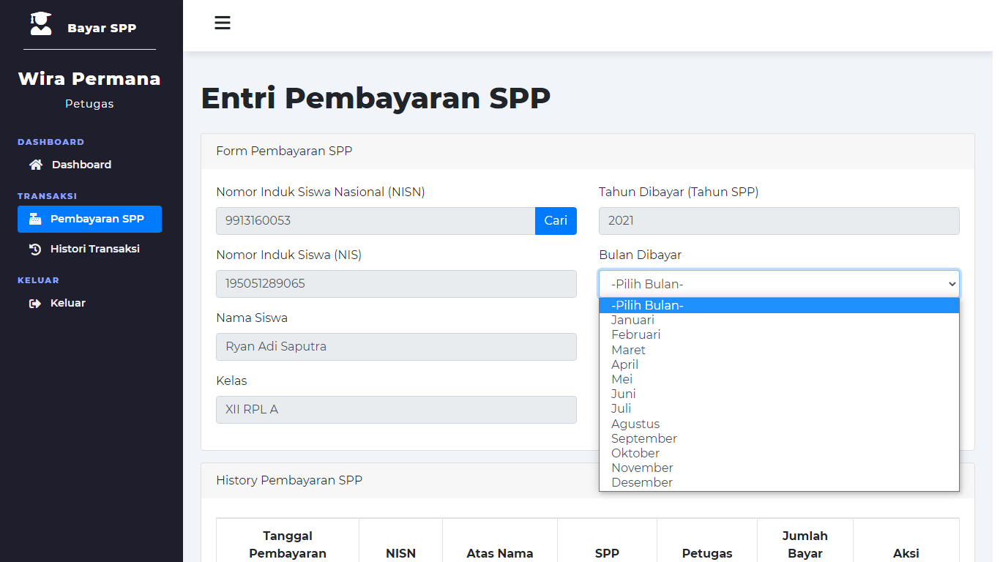 Bayar SPP
Wira Permana
Petugas
DASHBOARD
Dashboard
TRANSAKSI
Pembayaran SPP
Histori Transaksi
KELUAR
Keluar
Entri Pembayaran SPP
Form Pembayaran SPP
Nomor Induk Siswa Nasional (NISN)
9913160053
Cari
Nomor Induk Siswa (NIS)
195051289065
Nama Siswa
Ryan Adi Saputra
Kelas
XII RPL A
Tahun Dibayar (Tahun SPP)
2021
Bulan Dibayar
-Pilih Bulan-
-Pilih Bulan-
Januari
Februari
Maret
April
Mei
Juni
Juli
Agustus
September
Oktober
November
Desember
History Pembayaran SPP
Tanggal
Pembayaran
NISN
Atas Nama
SPP
Petugas
Jumlah
Bayar
Aksi